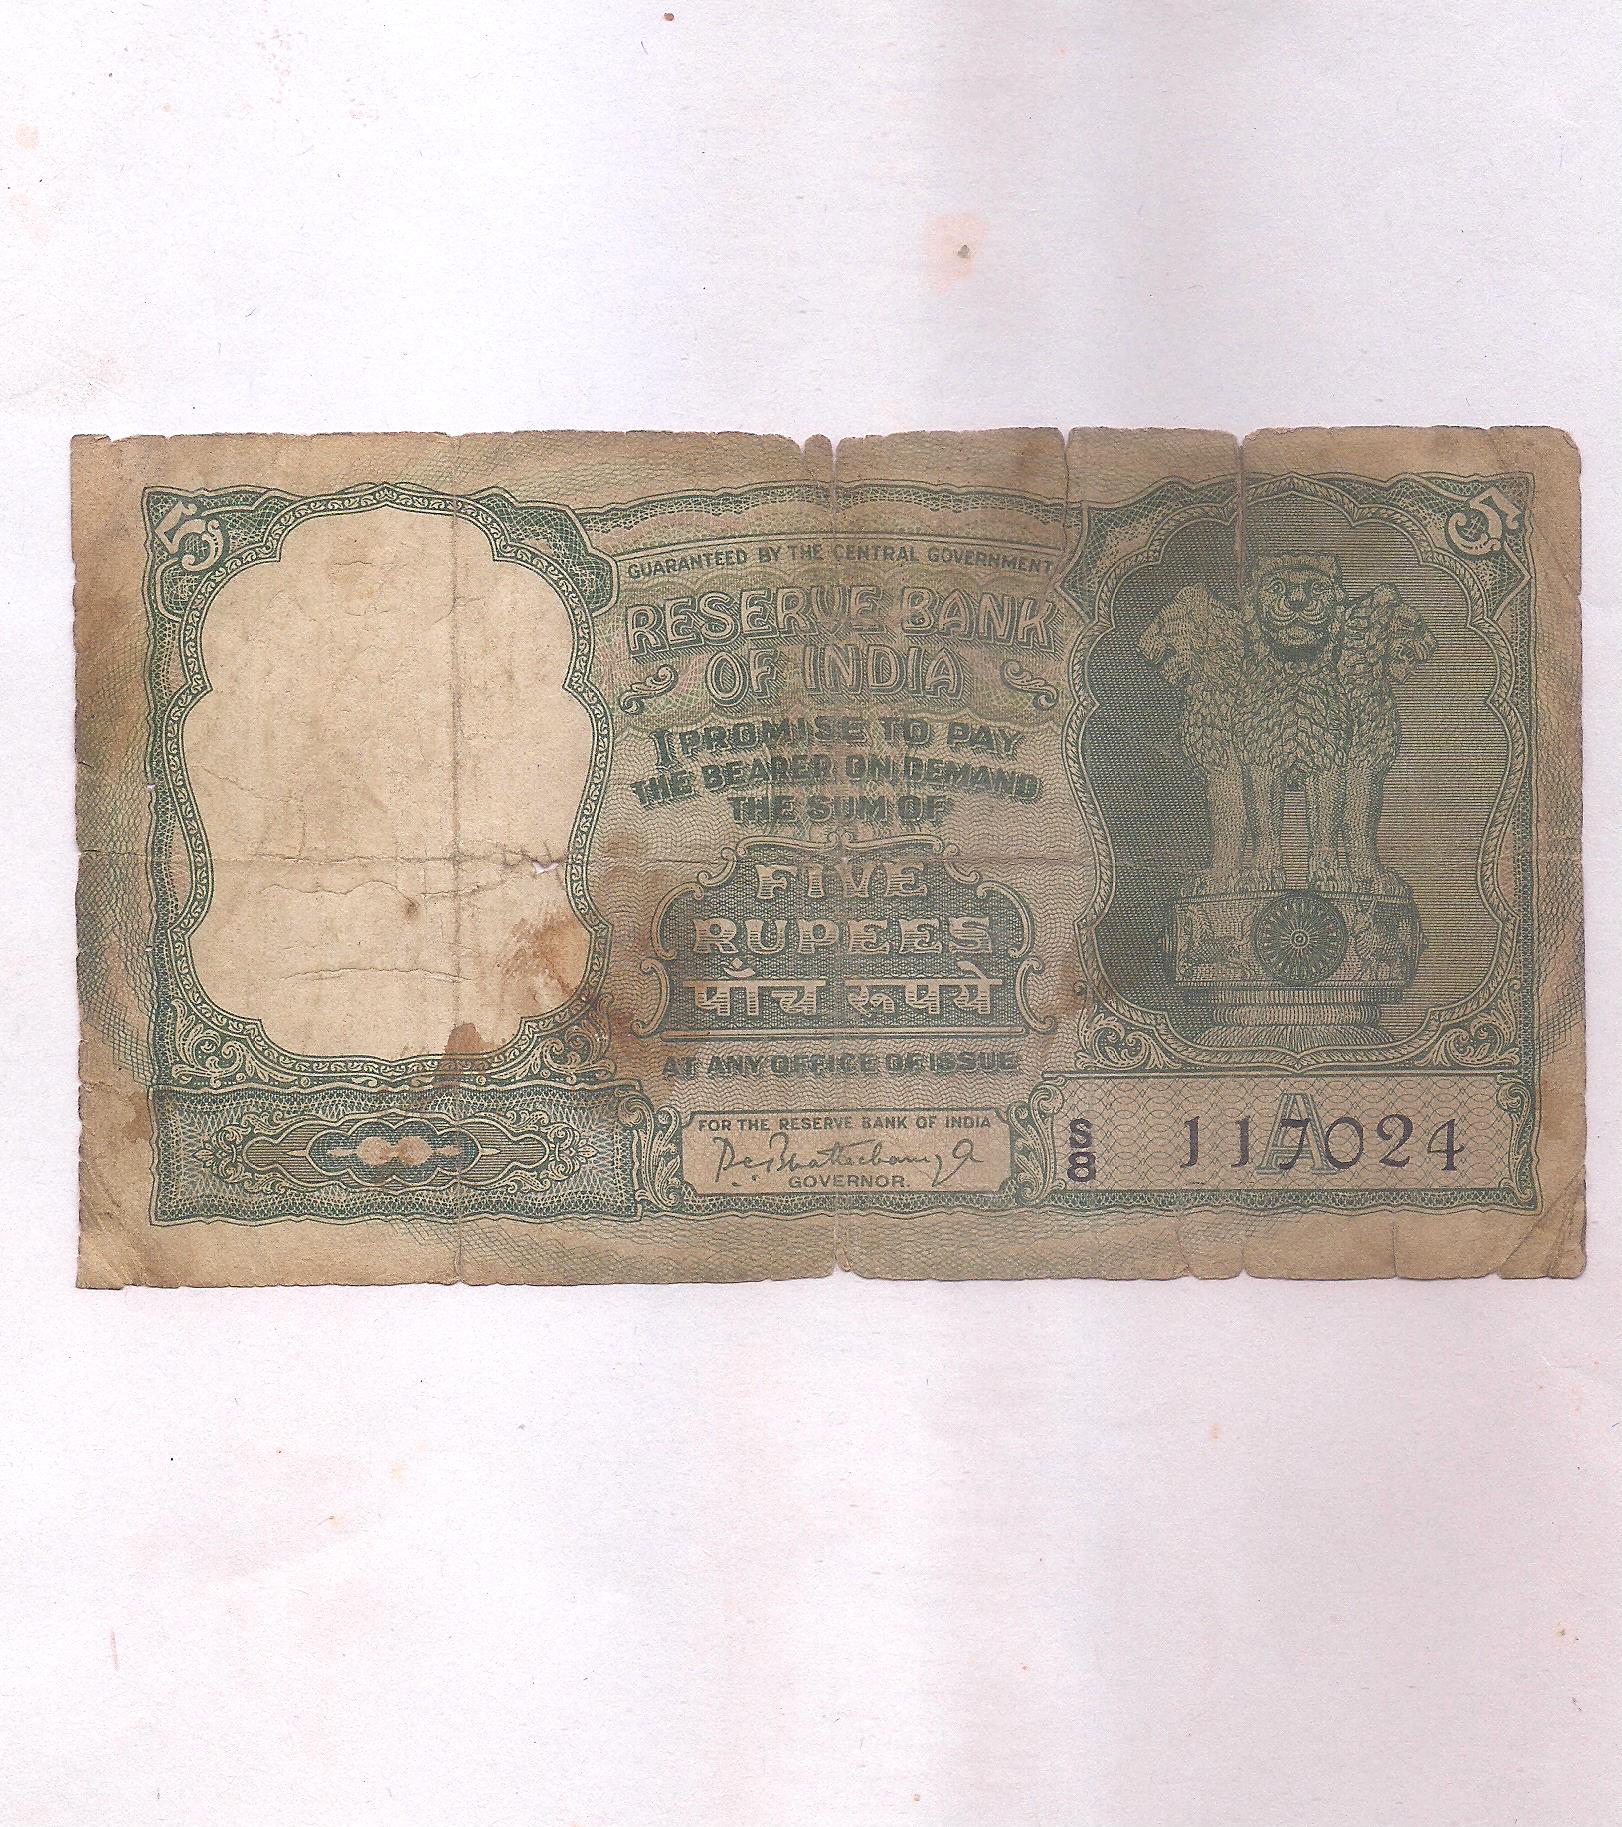 5
5
GUARANTEED BY THE CENTRAL GOVERNMENT
RESERVE BANK
OF INDIA
I PROMISE TO PAY
THE BEARER ON DEMAND
THE SUM OF
FIVE
RUPEES
पाँच रूपये
AT ANY OFFICE OF ISSUE
FOR THE RESERVE BANK OF INDIA
P.C. Bhattacharyya
GOVERNOR.
A
S
8 117024